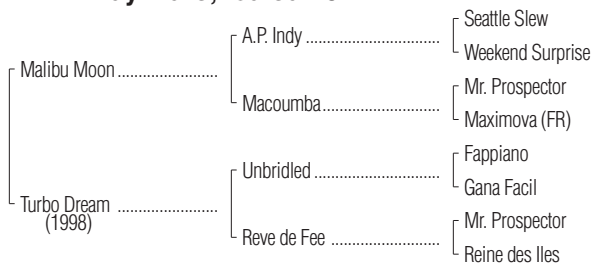 A.P. Indy
Seattle Slew
Weekend Surprise
Malibu Moon
Macoumba
Mr. Prospector
Maximova (FR)
Unbridled
Fappiano
Gana Facil
Turbo Dream
(1998)
Reve de Fee
Mr. Prospector
Reine des Iles